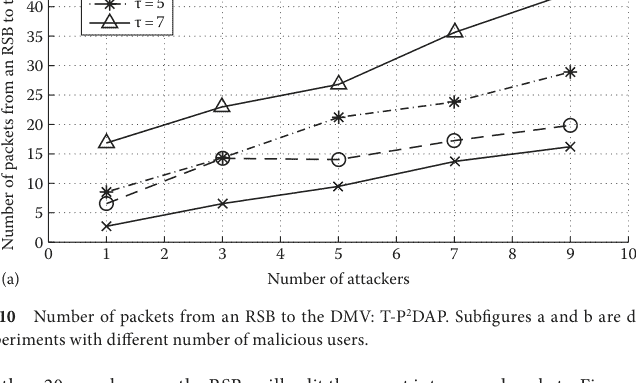 40
35
30
25
20
15
10
5
0
Number of packets from an RSB to t
τ = 5
τ = 7
0 1 2 3 4 5 6 7 8 9 10
(a)
Number of attackers
10 Number of packets from an RSB to the DMV: T-P²DAP. Subfigures a and b are d
periments with different number of malicious users.